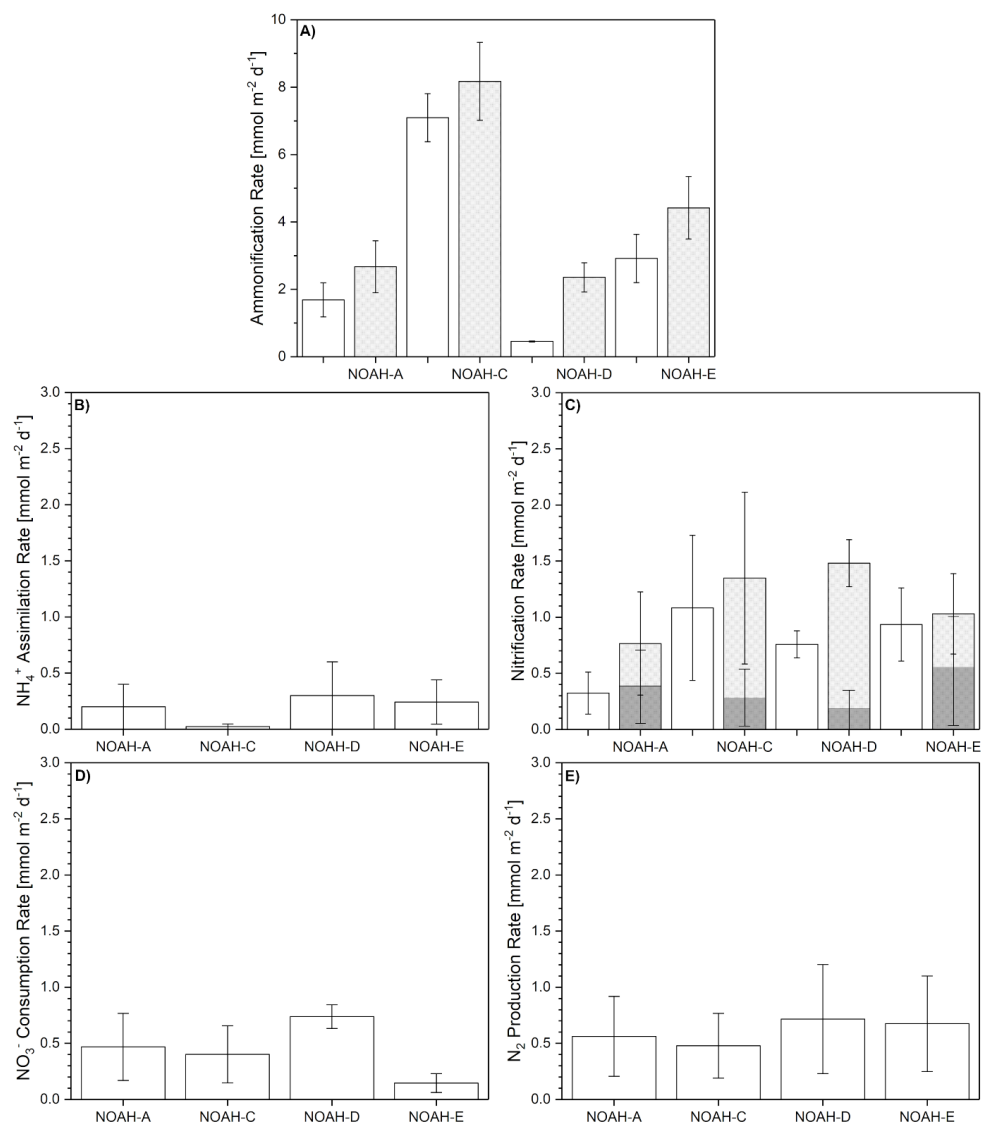 A)
Ammonification Rate [mmol m⁻² d⁻¹]
10
8
6
4
2
0
NOAH-A NOAH-C NOAH-D NOAH-E
B)
NH₄⁺ Assimilation Rate [mmol m⁻² d⁻¹]
3.0
2.5
2.0
1.5
1.0
0.5
0.0
NOAH-A NOAH-C NOAH-D NOAH-E
C)
Nitrification Rate [mmol m⁻² d⁻¹]
3.0
2.5
2.0
1.5
1.0
0.5
0.0
NOAH-A NOAH-C NOAH-D NOAH-E
D)
NO₃⁻ Consumption Rate [mmol m⁻² d⁻¹]
3.0
2.5
2.0
1.5
1.0
0.5
0.0
NOAH-A NOAH-C NOAH-D NOAH-E
E)
N₂ Production Rate [mmol m⁻² d⁻¹]
3.0
2.5
2.0
1.5
1.0
0.5
0.0
NOAH-A NOAH-C NOAH-D NOAH-E